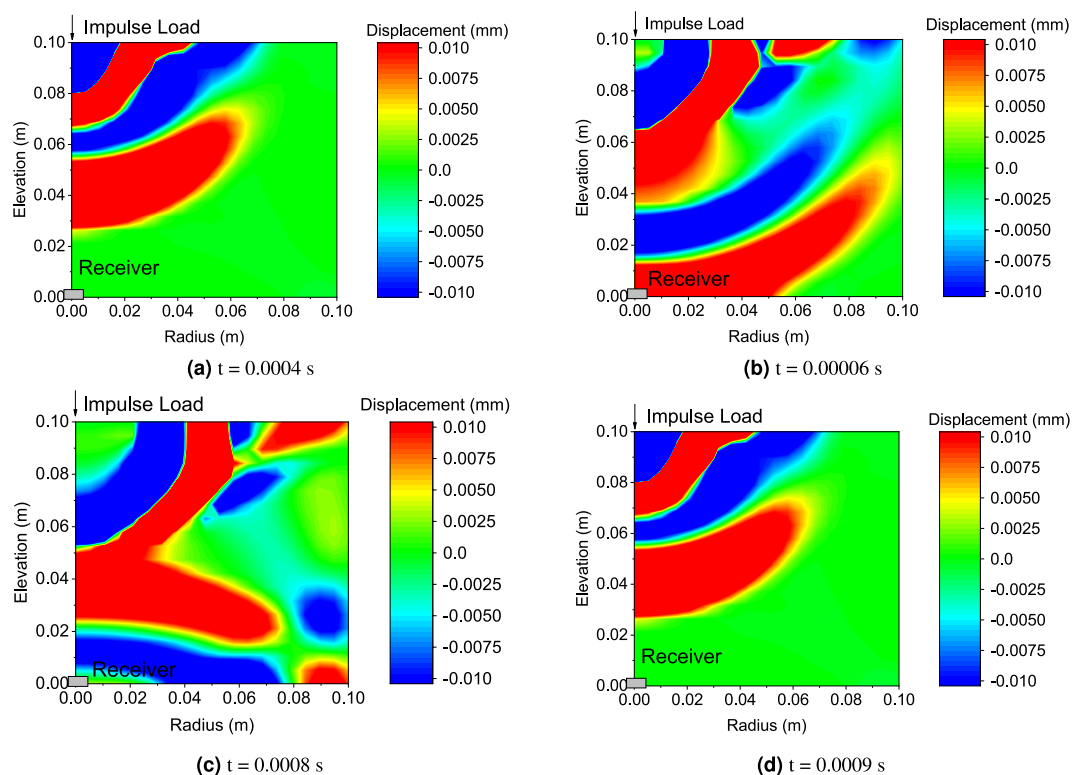 Impulse Load
Displacement (mm)
0.10
0.08
0.06
0.04
0.02
0.00
Elevation (m)
Receiver
0.00 0.02 0.04 0.06 0.08 0.10
Radius (m)
0.010
0.0075
0.0050
0.0025
0.0
-0.0025
-0.0050
-0.0075
-0.010
(a) t = 0.0004 s
Impulse Load
Displacement (mm)
0.10
0.08
0.06
0.04
0.02
0.00
Elevation (m)
Receiver
0.00 0.02 0.04 0.06 0.08 0.10
Radius (m)
0.010
0.0075
0.0050
0.0025
0.0
-0.0025
-0.0050
-0.0075
-0.010
(b) t = 0.00006 s
Impulse Load
Displacement (mm)
0.10
0.08
0.06
0.04
0.02
0.00
Elevation (m)
Receiver
0.00 0.02 0.04 0.06 0.08 0.10
Radius (m)
0.010
0.0075
0.0050
0.0025
0.0
-0.0025
-0.0050
-0.0075
-0.010
(c) t = 0.0008 s
Impulse Load
Displacement (mm)
0.10
0.08
0.06
0.04
0.02
0.00
Elevation (m)
Receiver
0.00 0.02 0.04 0.06 0.08 0.10
Radius (m)
0.010
0.0075
0.0050
0.0025
0.0
-0.0025
-0.0050
-0.0075
-0.010
(d) t = 0.0009 s